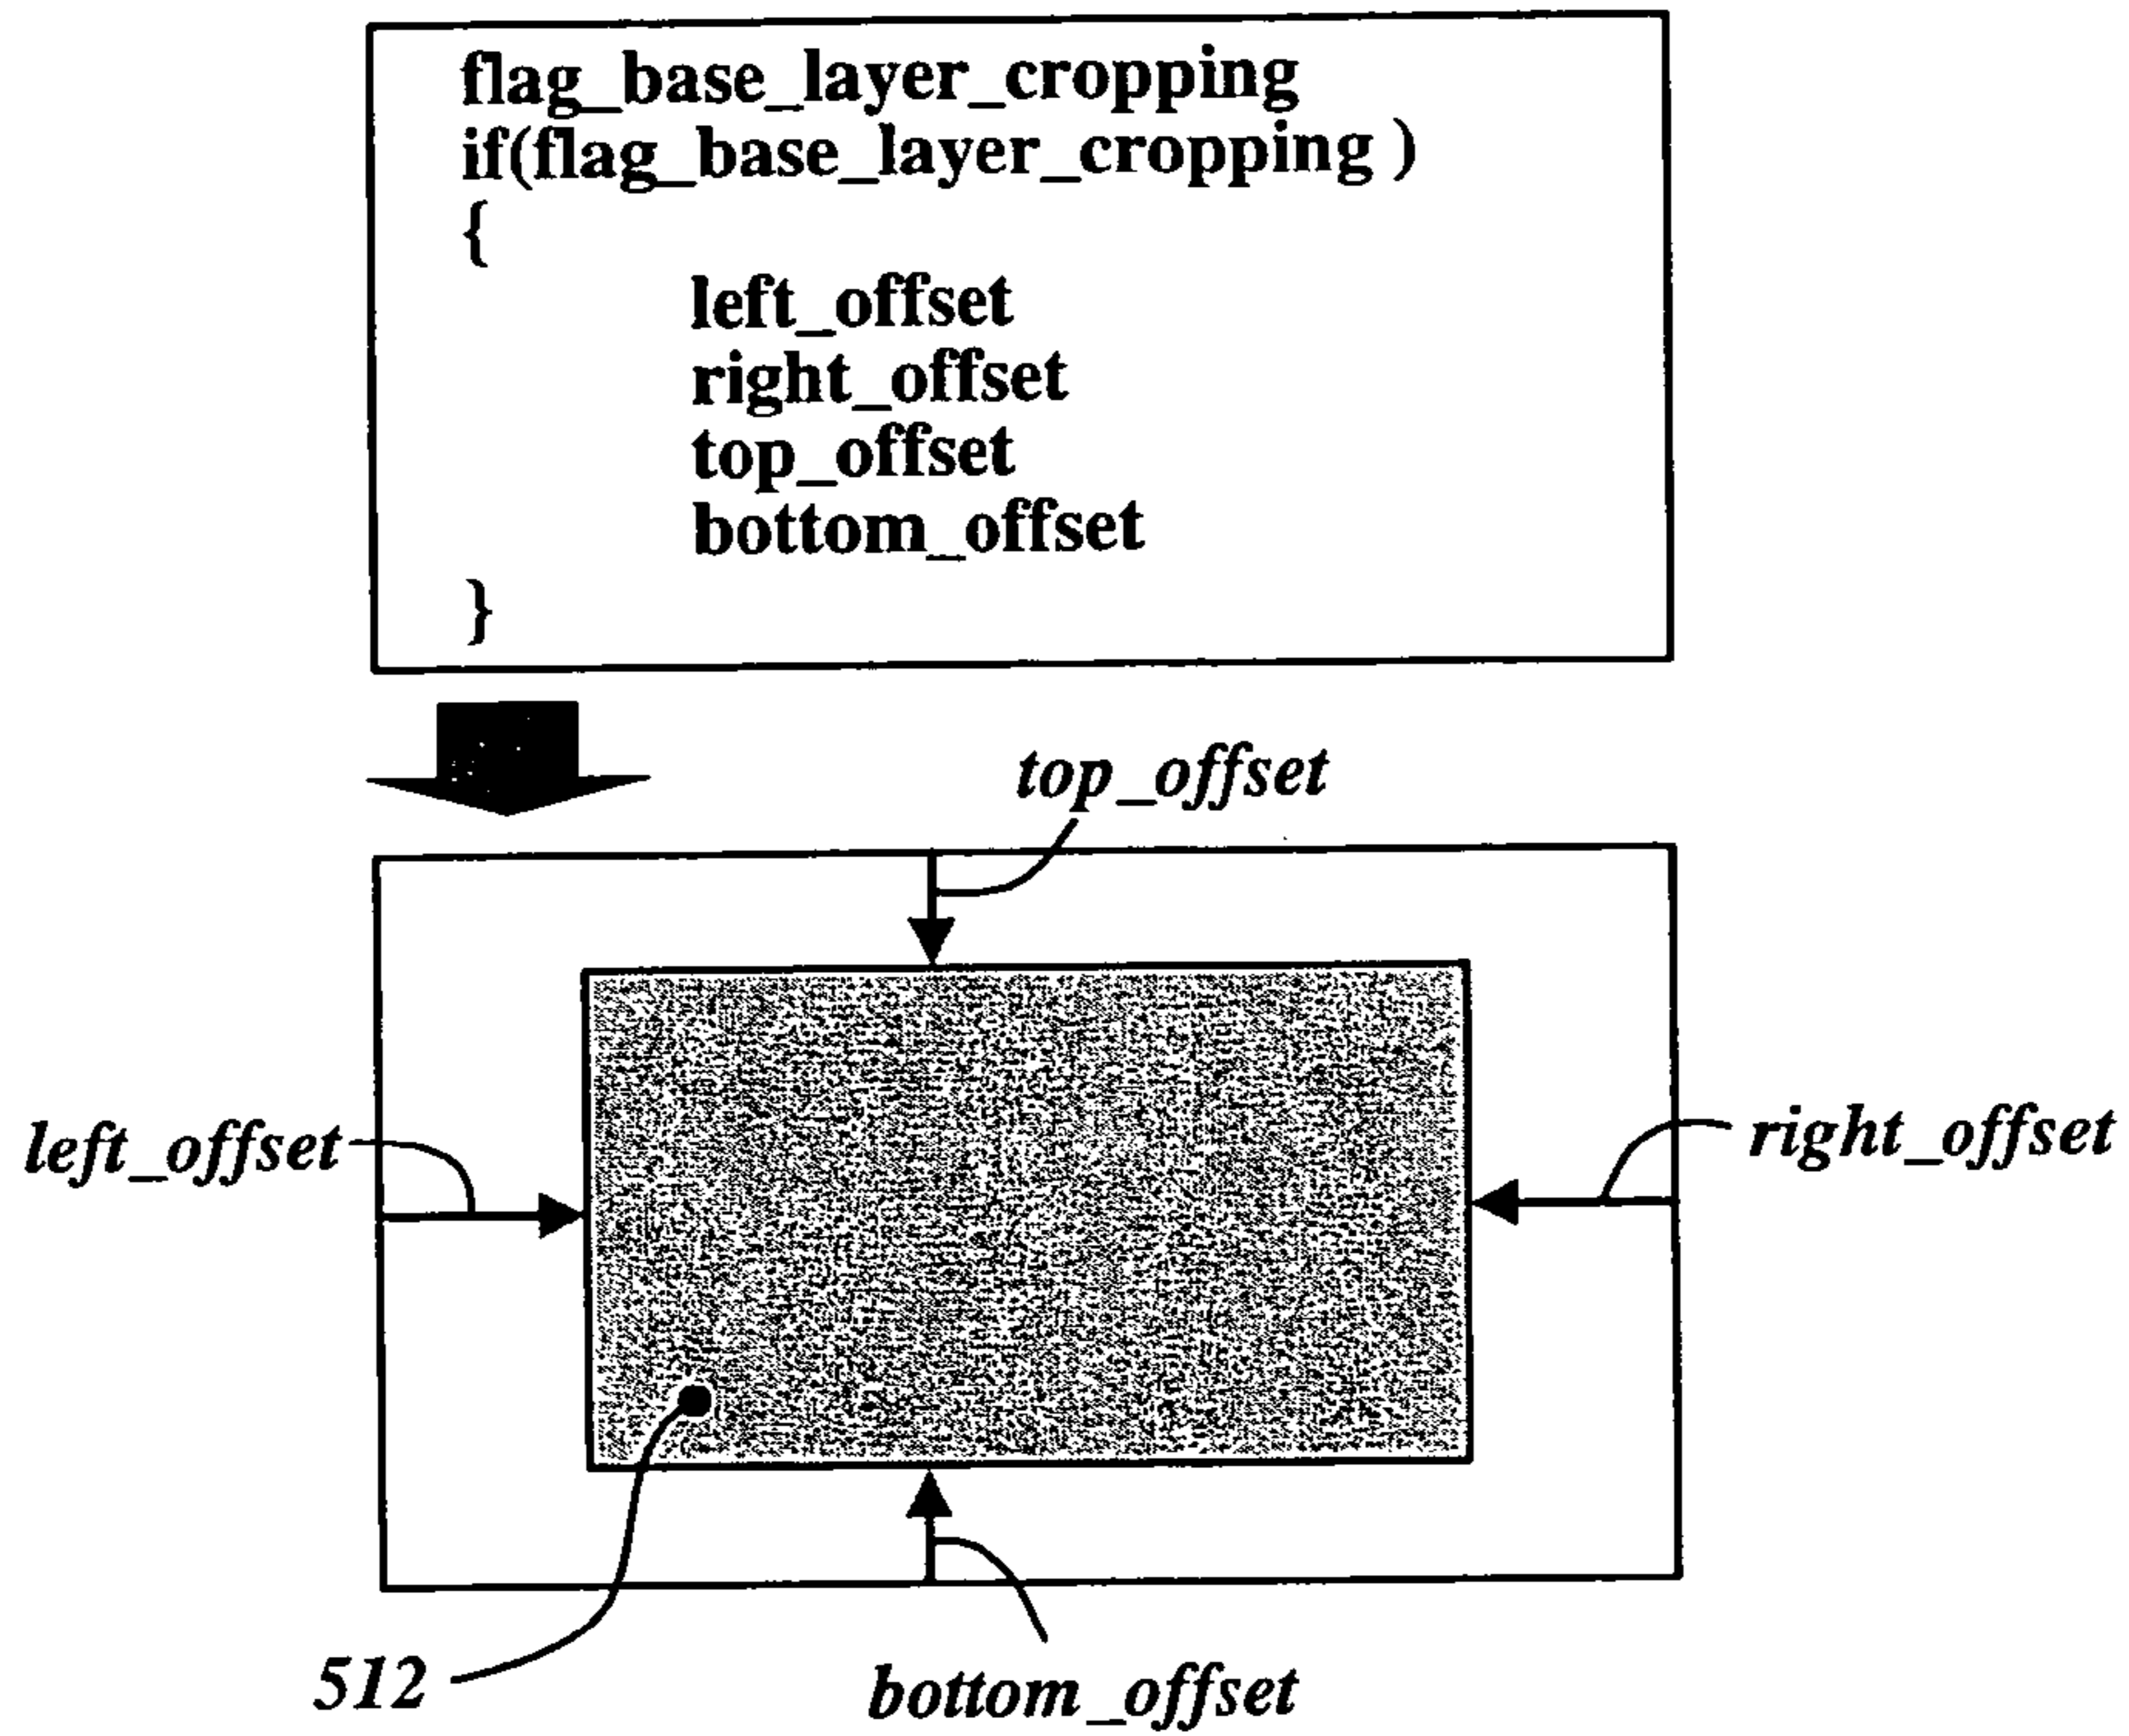 flag_base_layer_cropping
if(flag_base_layer_cropping )
{
left_offset
right_offset
top_offset
bottom_offset
}
top_offset
left_offset
right_offset
512
bottom_offset